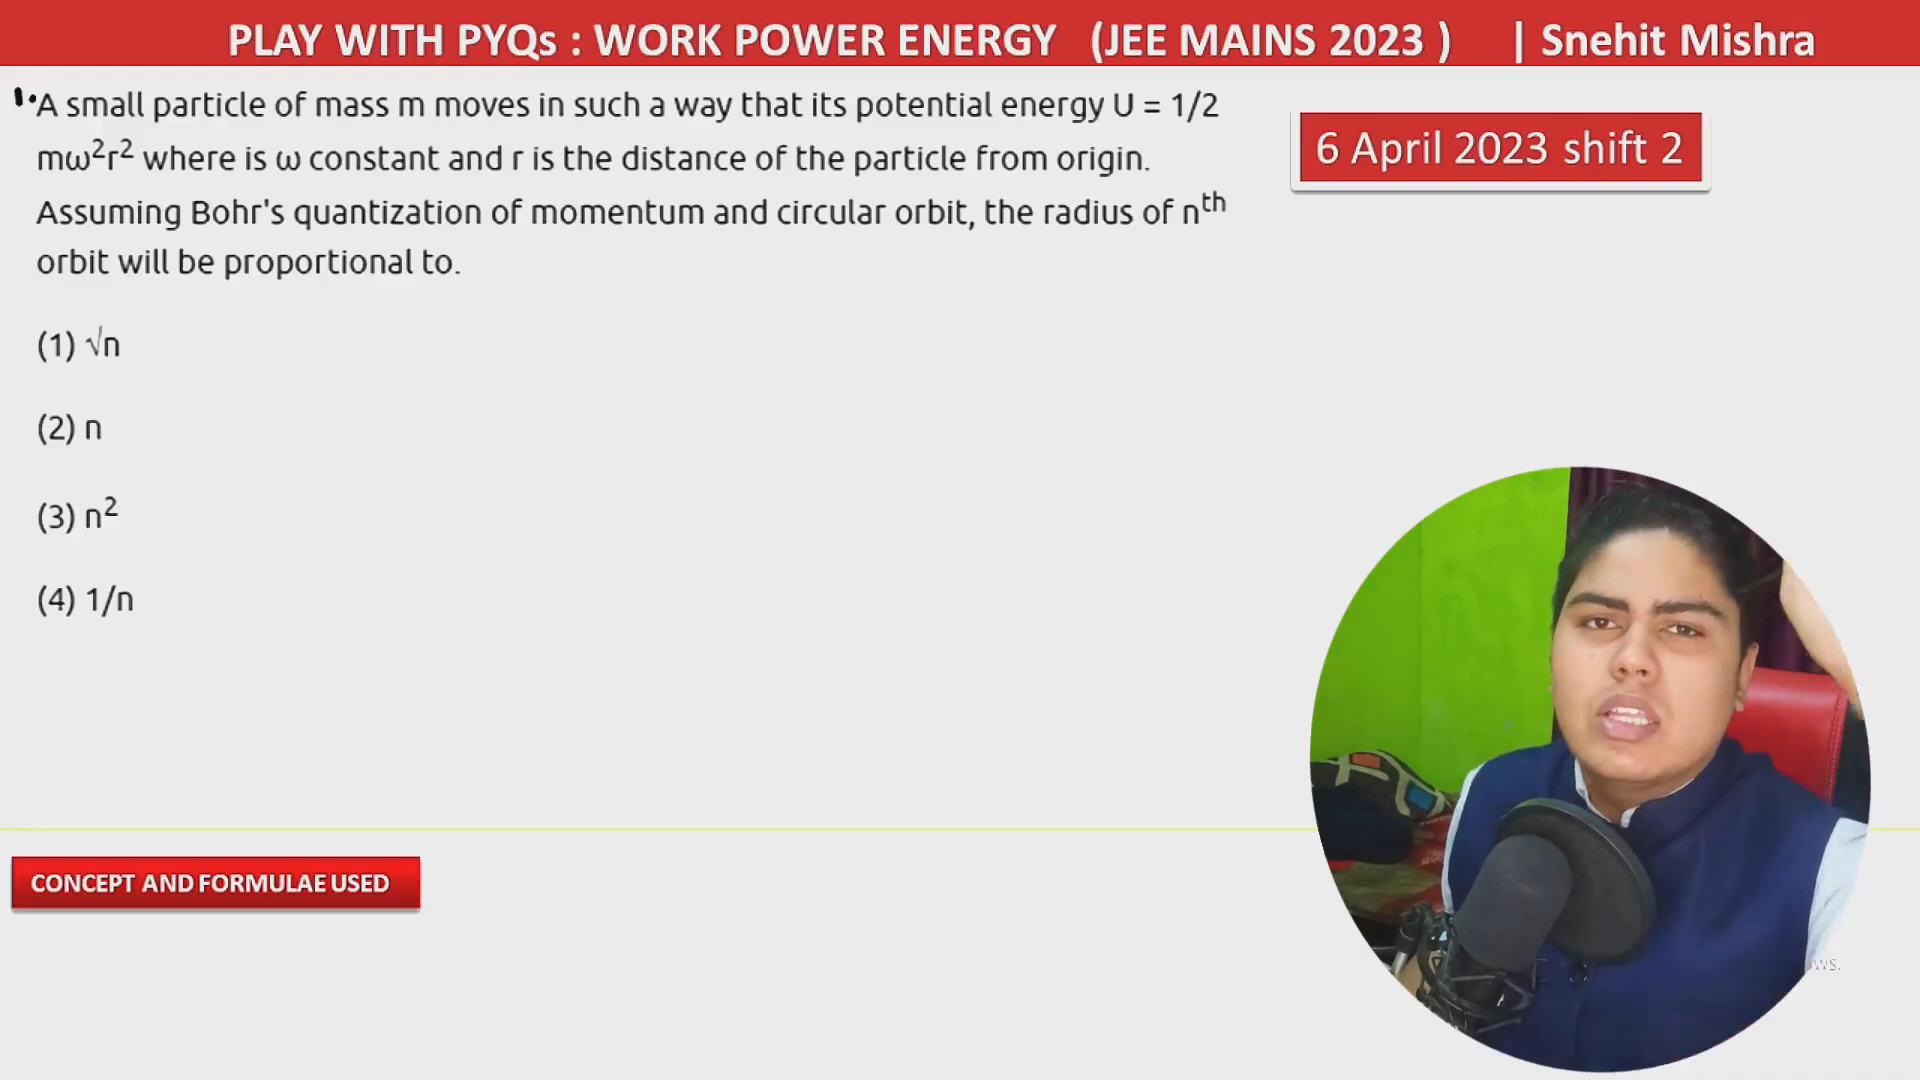 PLAY WITH PYQs : WORK POWER ENERGY (JEE MAINS 2023 ) | Snehit Mishra
1. A small particle of mass m moves in such a way that its potential energy U = 1/2
mω²r² where is ω constant and r is the distance of the particle from origin.
Assuming Bohr's quantization of momentum and circular orbit, the radius of nᵗʰ
orbit will be proportional to.
6 April 2023 shift 2
(1) √n
(2) n
(3) n²
(4) 1/n
CONCEPT AND FORMULAE USED